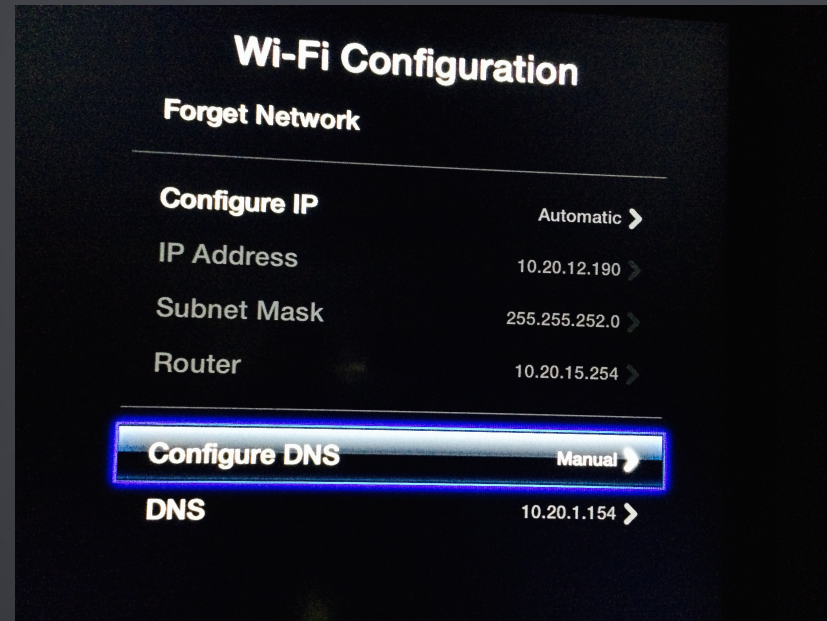 Wi-Fi Configuration
Forget Network
Configure IP Automatic
IP Address 10.20.12.190
Subnet Mask 255.255.252.0
Router 10.20.15.254
Configure DNS Manual
DNS 10.20.1.154